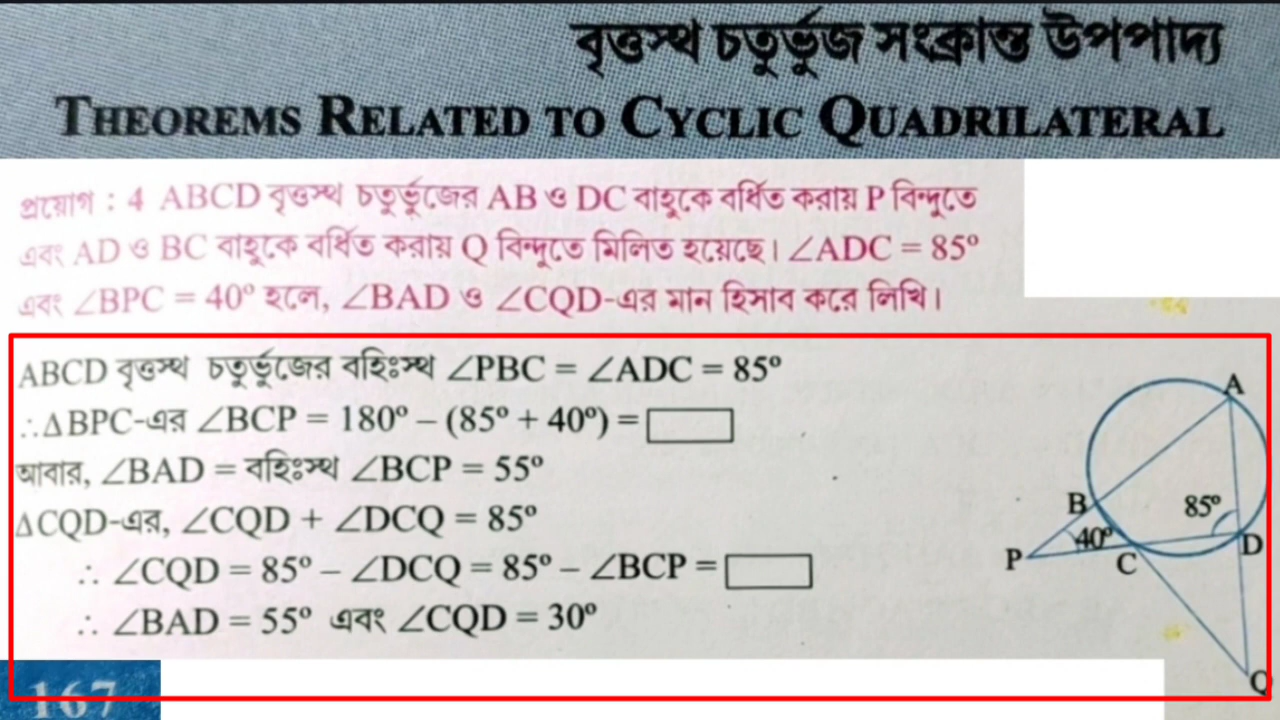 বৃত্তস্থ চতুর্ভুজ সংক্রান্ত উপপাদ্য
THEOREMS RELATED TO CYCLIC QUADRILATERAL
প্রয়োগ : 4 ABCD বৃত্তস্থ চতুর্ভুজের AB ও DC বাহুকে বর্ধিত করায় P বিন্দুতে
এবং AD ও BC বাহুকে বর্ধিত করায় Q বিন্দুতে মিলিত হয়েছে। ∠ADC = 85°
এবং ∠BPC = 40° হলে, ∠BAD ও ∠CQD-এর মান হিসাব করে লিখি।
ABCD বৃত্তস্থ চতুর্ভুজের বহিঃস্থ ∠PBC = ∠ADC = 85°
∴ΔBPC-এর ∠BCP = 180° – (85° + 40°) =
আবার, ∠BAD = বহিঃস্থ ∠BCP = 55°
ΔCQD-এর, ∠CQD + ∠DCQ = 85°
∴ ∠CQD = 85° – ∠DCQ = 85° – ∠BCP =
∴ ∠BAD = 55° এবং ∠CQD = 30°
A
B
85°
40°
P
C
D
Q
167